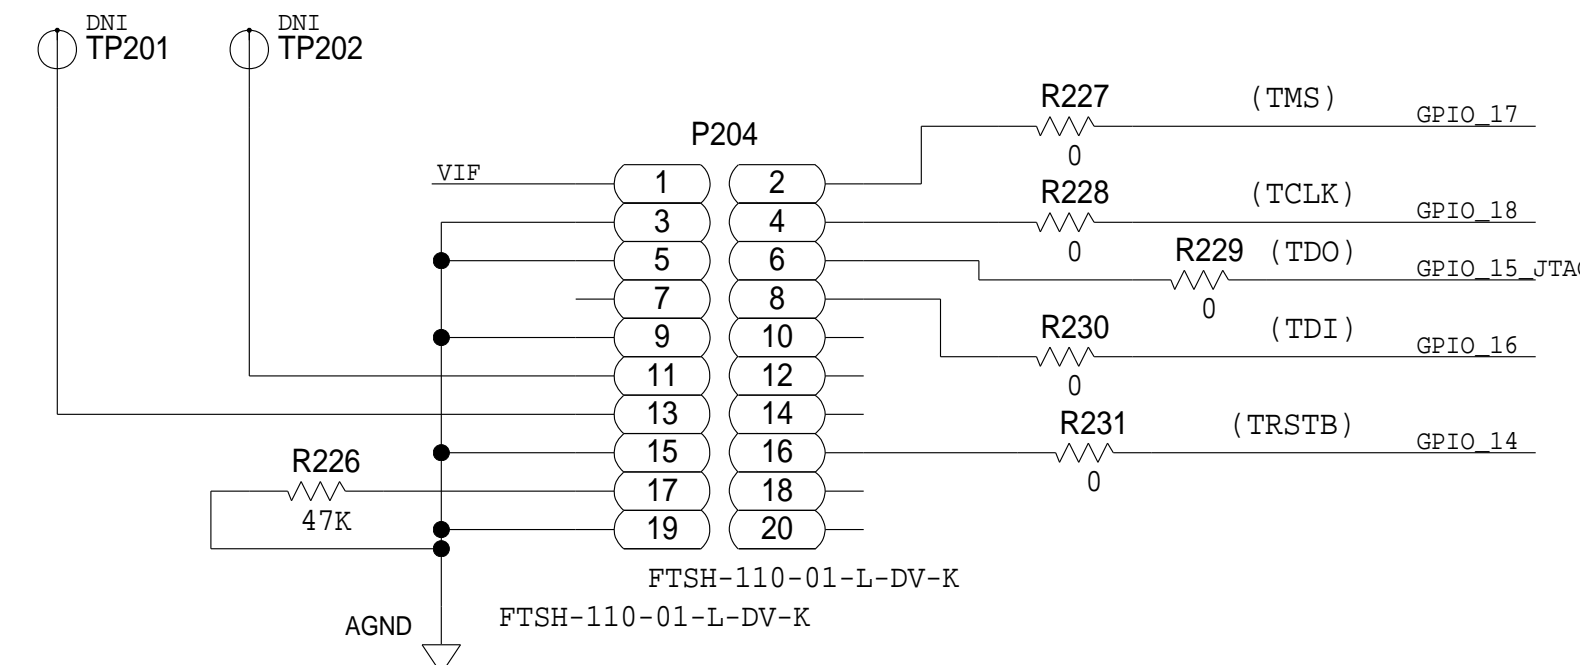 DNI
TP201
DNI
TP202
R227
(TMS)
GPIO_17
0
P204
VIF
1
2
R228
(TCLK)
GPIO_18
0
3
4
R229
(TDO)
GPIO_15_JTAG
0
5
6
7
8
R230
(TDI)
GPIO_16
0
9
10
11
12
13
14
R231
(TRSTB)
GPIO_14
0
15
16
R226
47K
17
18
19
20
FTSH-110-01-L-DV-K
FTSH-110-01-L-DV-K
AGND